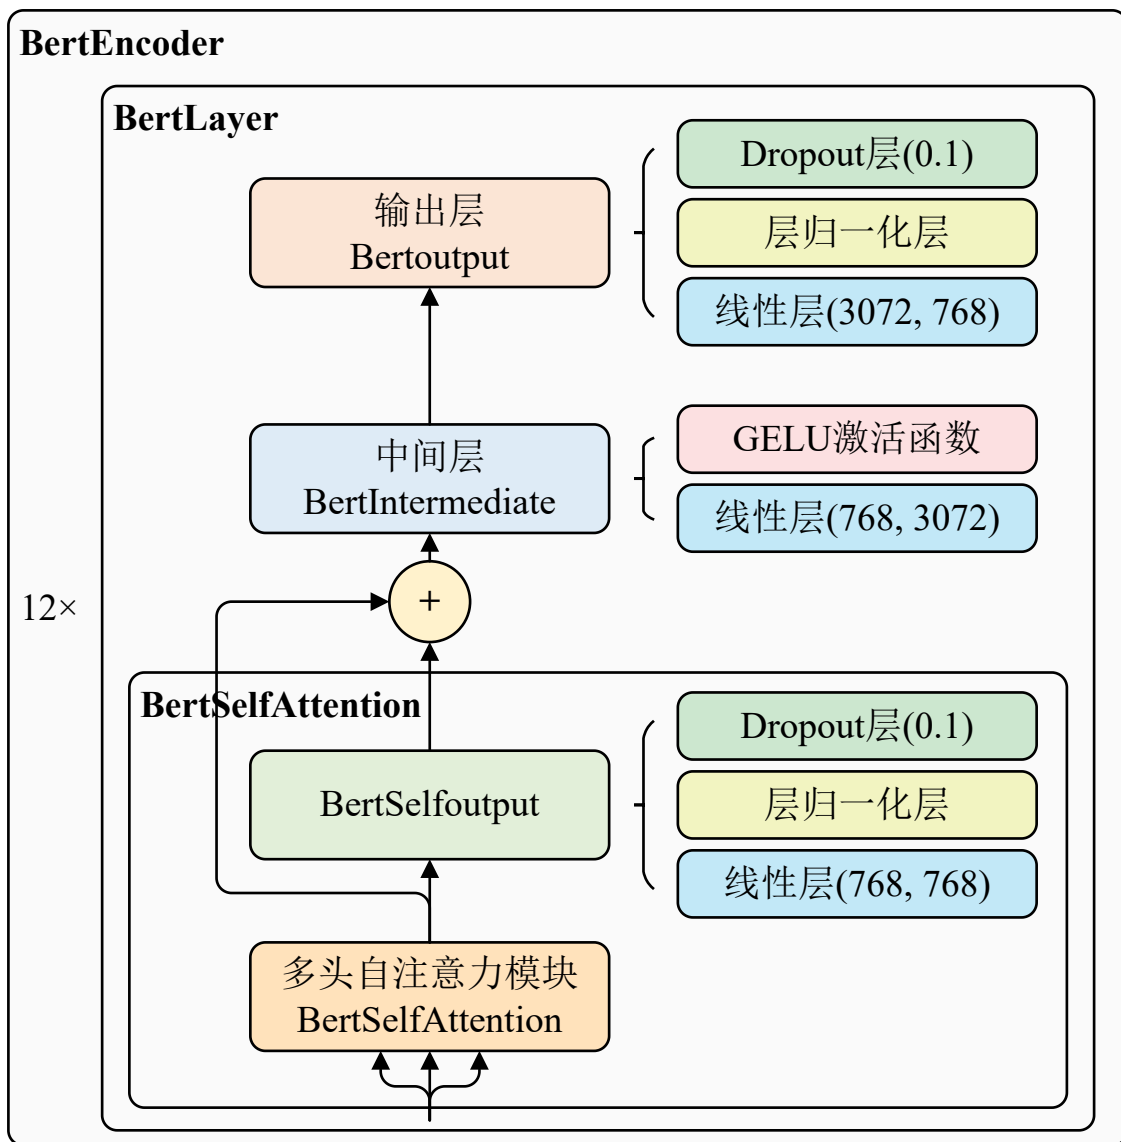 BertEncoder
BertLayer
输出层
Bertoutput
Dropout层(0.1)
层归一化层
线性层(3072, 768)
中间层
BertIntermediate
GELU激活函数
线性层(768, 3072)
12×
+
BertSelfAttention
BertSelfoutput
Dropout层(0.1)
层归一化层
线性层(768, 768)
多头自注意力模块
BertSelfAttention